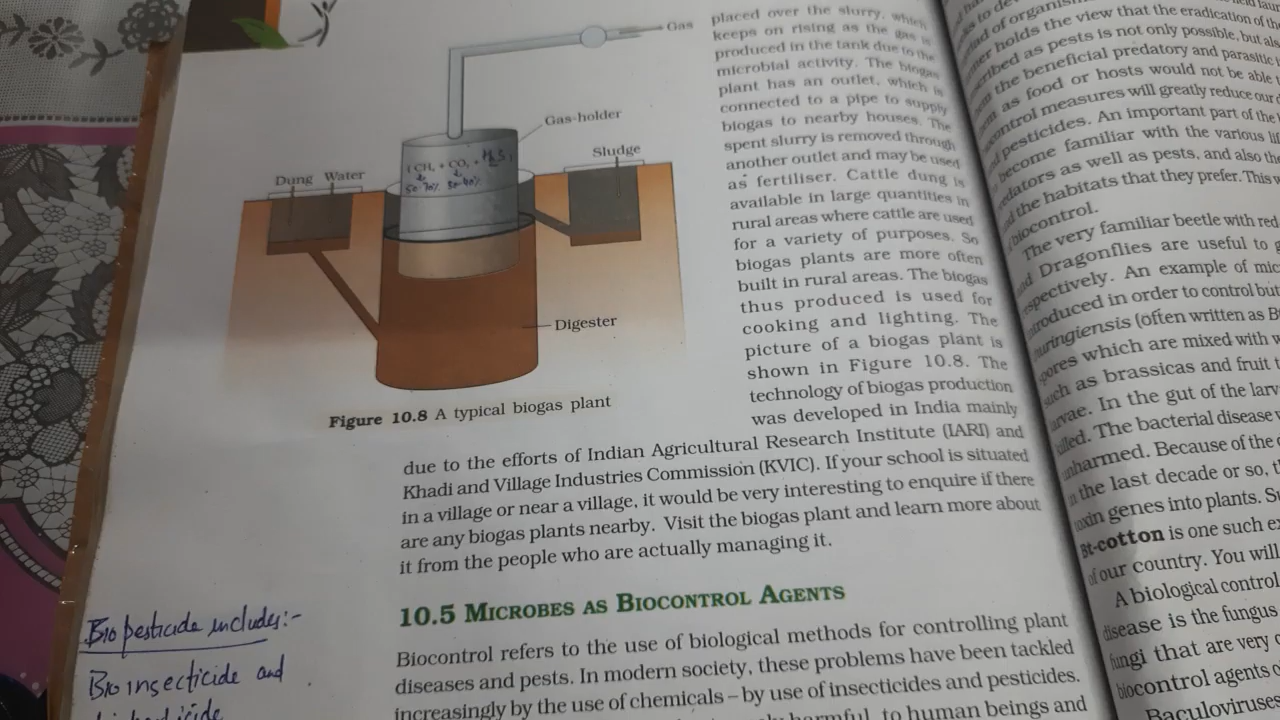 Gas
Gas-holder
Sludge
Dung Water
CH₄ + CO₂ + H₂S
50-70% 30-40%
Digester
Figure 10.8 A typical biogas plant
placed over the slurry, which
keeps on rising as the gas is
produced in the tank due to the
microbial activity. The biogas
plant has an outlet, which is
connected to a pipe to supply
biogas to nearby houses. The
spent slurry is removed through
another outlet and may be used
as fertiliser. Cattle dung is
available in large quantities in
rural areas where cattle are used
for a variety of purposes. So
biogas plants are more often
built in rural areas. The biogas
thus produced is used for
cooking and lighting. The
picture of a biogas plant is
shown in Figure 10.8. The
technology of biogas production
was developed in India mainly
due to the efforts of Indian Agricultural Research Institute (IARI) and
Khadi and Village Industries Commission (KVIC). If your school is situated
in a village or near a village, it would be very interesting to enquire if there
are any biogas plants nearby. Visit the biogas plant and learn more about
it from the people who are actually managing it.
10.5 MICROBES AS BIOCONTROL AGENTS
Biocontrol refers to the use of biological methods for controlling plant
diseases and pests. In modern society, these problems have been tackled
increasingly by the use of chemicals – by use of insecticides and pesticides.
harmful, to human beings and
Biopesticide includes:-
Bioinsecticide and
of organis
holds the view that the eradication of the
as pests is not only possible, but als
the beneficial predatory and parasitic
as food or hosts would not be able
measures will greatly reduce our
pesticides. An important part of the
become familiar with the various li
as well as pests, and also the
the habitats that they prefer. This w
biocontrol.
The very familiar beetle with red
Dragonflies are useful to
An example of mic
in order to control but
(often written as B
which are mixed with w
such as brassicas and fruit t
In the gut of the larv
The bacterial disease
Because of the
the last decade or so, t
genes into plants. S
Bt-cotton is one such e
of our country. You will
A biological control
disease is the fungus
fungi that are very
biocontrol agents
Baculoviruses